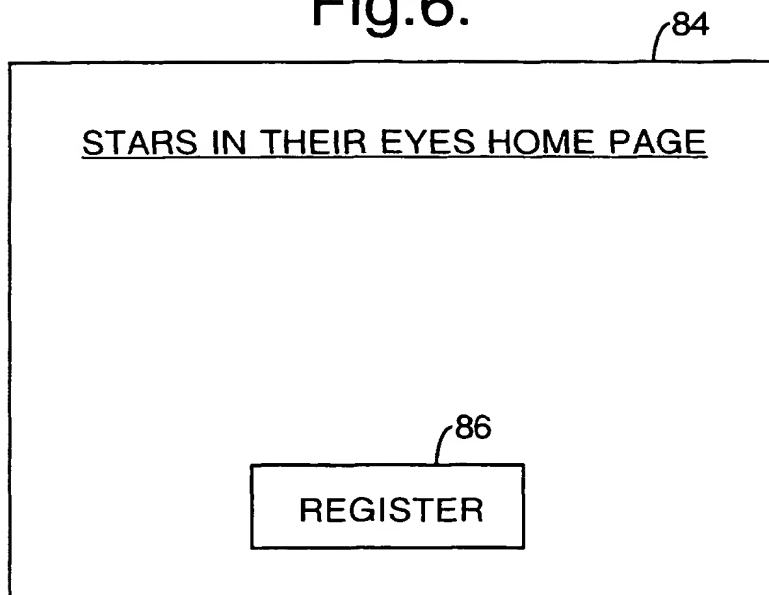 Fig.6.
84
STARS IN THEIR EYES HOME PAGE
86
REGISTER